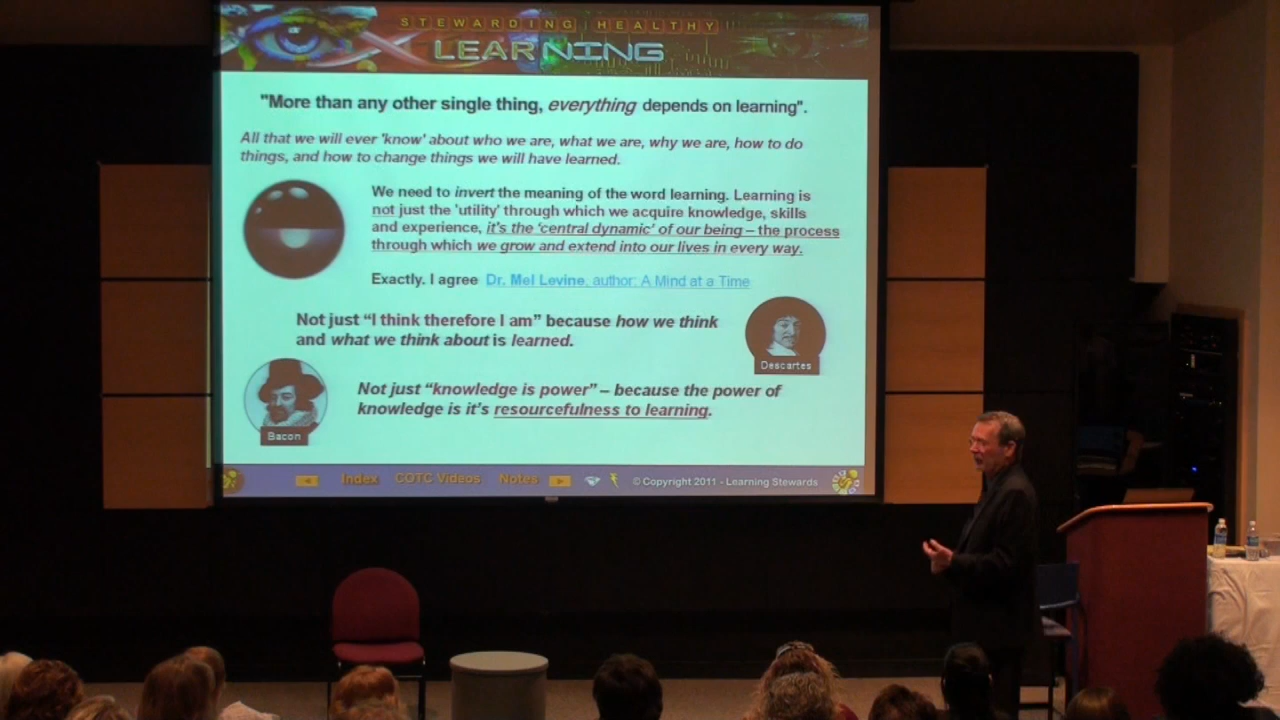 STEWARDING HEALTHY
LEARNING
"More than any other single thing, everything depends on learning".
All that we will ever 'know' about who we are, what we are, why we are, how to do
things, and how to change things we will have learned.
We need to invert the meaning of the word learning. Learning is
not just the 'utility' through which we acquire knowledge, skills
and experience, it's the 'central dynamic' of our being – the process
through which we grow and extend into our lives in every way.
Exactly. I agree Dr. Mel Levine, author: A Mind at a Time
Not just “I think therefore I am” because how we think
and what we think about is learned.
Descartes
Not just “knowledge is power” – because the power of
knowledge is it's resourcefulness to learning.
Bacon
Index COTC Videos Notes © Copyright 2011 - Learning Stewards